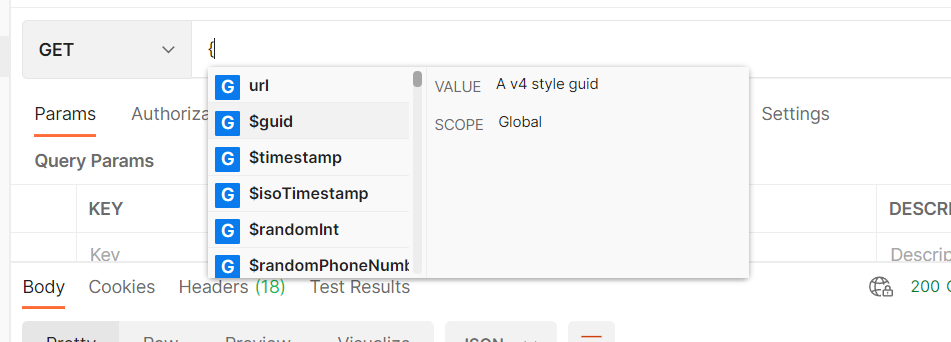 GET
{
G url
G $guid
G $timestamp
G $isoTimestamp
G $randomInt
G $randomPhoneNumb
VALUE A v4 style guid
SCOPE Global
Params Authoriza Settings
Query Params
KEY DESCRI
Key Descrip
Body Cookies Headers (18) Test Results 200 O
Pretty Raw Preview Visualize JSON